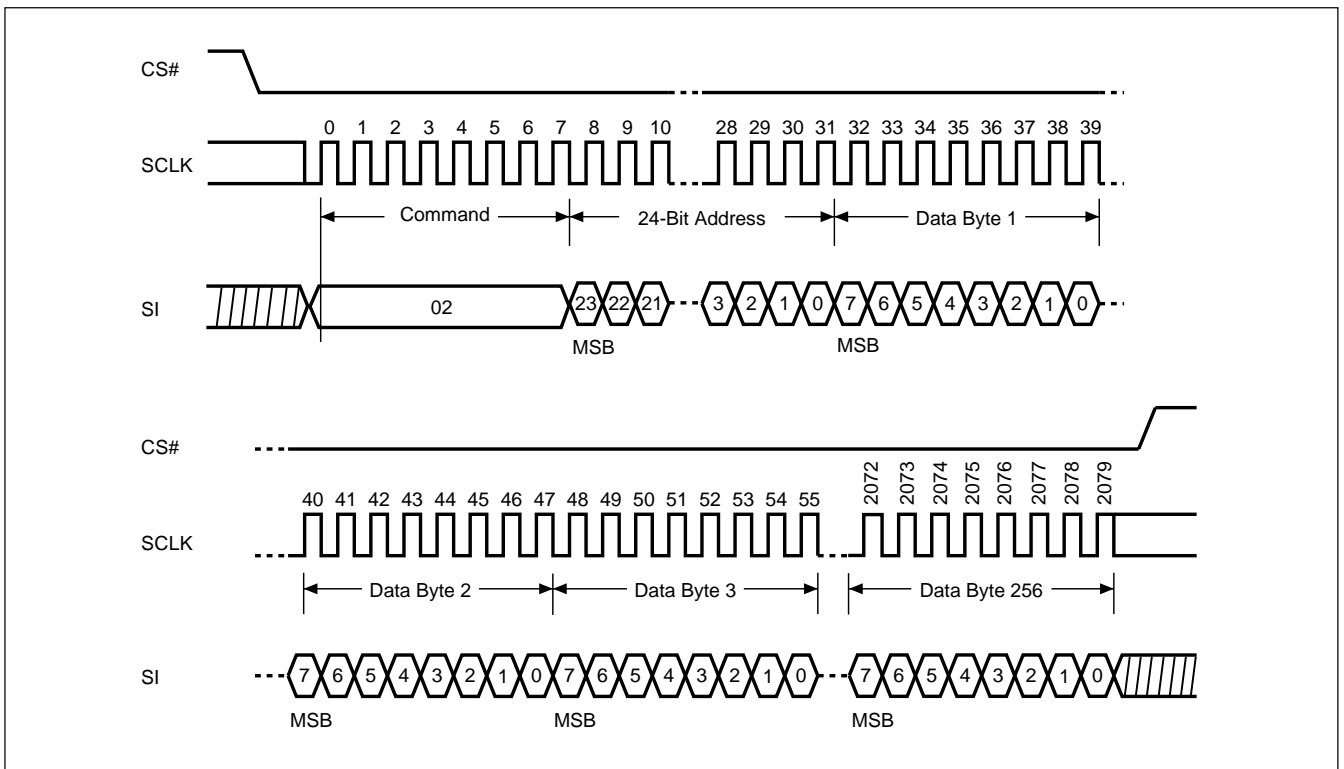 CS#
0 1 2 3 4 5 6 7 8 9 10 28 29 30 31 32 33 34 35 36 37 38 39
SCLK
Command 24-Bit Address Data Byte 1
SI 02 23 22 21 3 2 1 0 7 6 5 4 3 2 1 0
MSB MSB
CS#
40 41 42 43 44 45 46 47 48 49 50 51 52 53 54 55 2072 2073 2074 2075 2076 2077 2078 2079
SCLK
Data Byte 2 Data Byte 3 Data Byte 256
SI 7 6 5 4 3 2 1 0 7 6 5 4 3 2 1 0 7 6 5 4 3 2 1 0
MSB MSB MSB